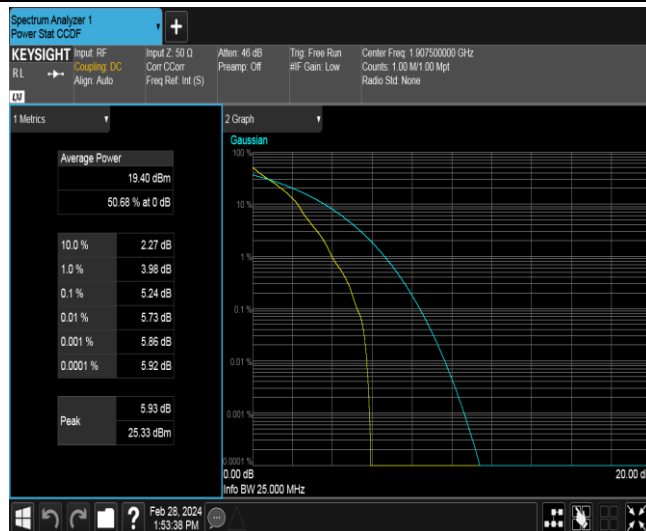 Spectrum Analyzer 1
Power Stat CCDF
KEYSIGHT
RL
Input: RF
Coupling: DC
Align: Auto
Input Z: 50 Ω
Corr CCorr
Freq Ref: Int (S)
Atten: 46 dB
Preamp: Off
Trig: Free Run
#IF Gain: Low
Center Freq: 1.907500000 GHz
Counts: 1.00 M/1.00 Mpt
Radio Std: None
1 Metrics
Average Power
19.40 dBm
50.68 % at 0 dB
10.0 % 2.27 dB
1.0 % 3.98 dB
0.1 % 5.24 dB
0.01 % 5.73 dB
0.001 % 5.86 dB
0.0001 % 5.92 dB
Peak
5.93 dB
25.33 dBm
2 Graph
Gaussian
100 %
10 %
1 %
0.1 %
0.01 %
0.001 %
0.0001 %
0.00 dB
20.00 d
Info BW 25.000 MHz
?
Feb 28, 2024
1:53:38 PM